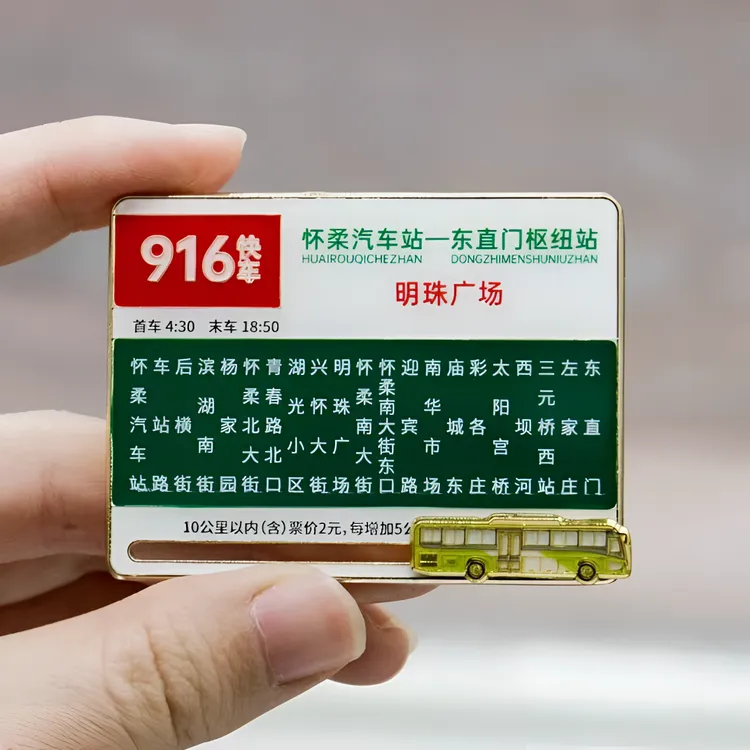 916快车
怀柔汽车站—东直门枢纽站
HUAIROUQICHEZHAN DONGZHIMENSHUNIUZHAN
明珠广场
首车 4:30 末车 18:50
怀柔汽车站
车站路
后横街
滨湖南街
杨家园
怀柔北大街
青春路北口
湖光小区
兴怀大街
明珠广场
怀柔南大街
怀柔南大街东口
迎宾路
南华市场
庙城东
彩各庄
太阳宫桥
西坝河
三元桥西站
左家庄
东直门
10公里以内(含)票价2元,每增加5公